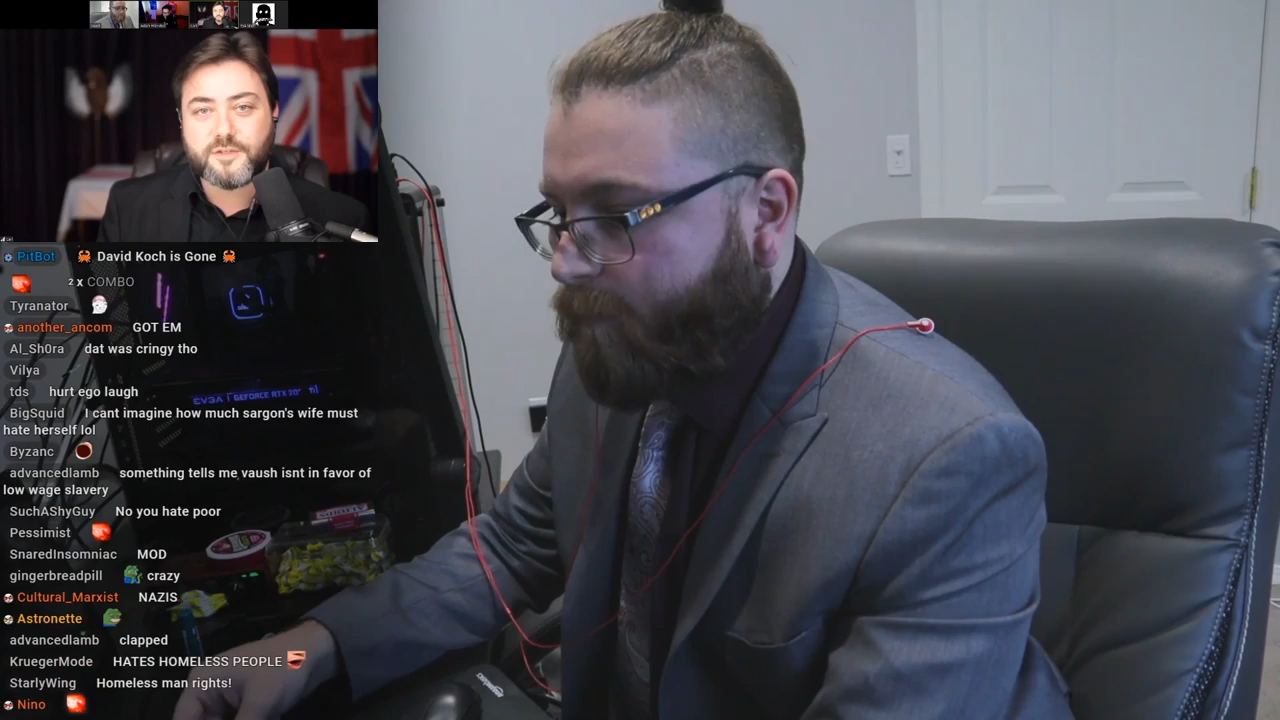 PitBot 🦀 David Koch is Gone 🦀
2 x COMBO
Tyranator
another_ancom GOT EM
Al_Sh0ra dat was cringy tho
Vilya
tds hurt ego laugh
BigSquid I cant imagine how much sargon's wife must
hate herself lol
Byzanc
advancedlamb something tells me vaush isnt in favor of
low wage slavery
SuchAShyGuy No you hate poor
Pessimist
SnaredInsomniac MOD
gingerbreadpill crazy
Cultural_Marxist NAZIS
Astronette
advancedlamb clapped
KruegerMode HATES HOMELESS PEOPLE
StarlyWing Homeless man rights!
Nino
EVGA GEFORCE RTX